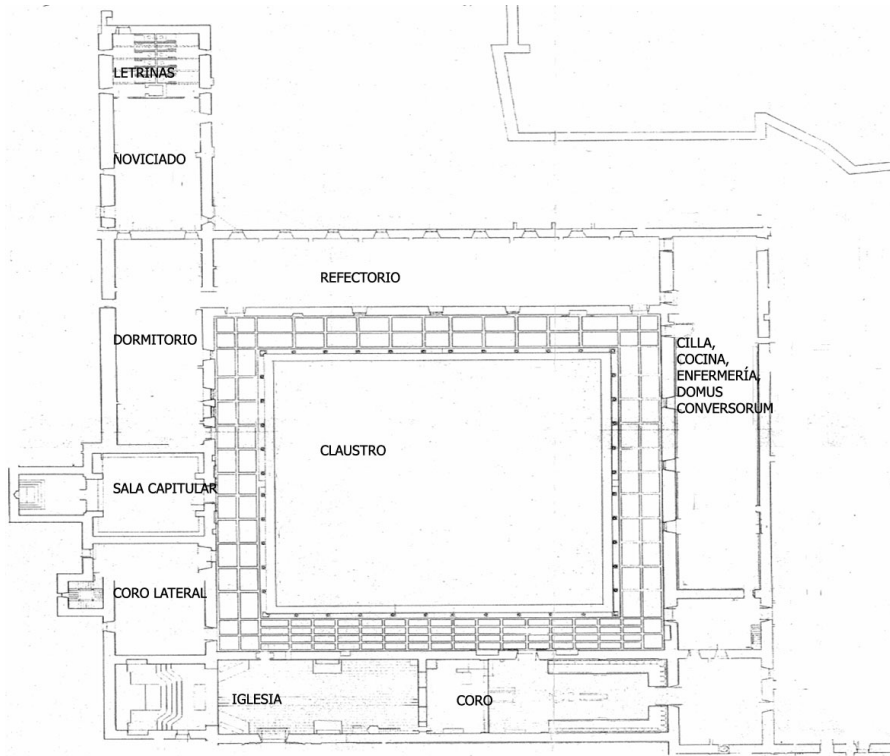 LETRINAS
NOVICIADO
REFECTORIO
DORMITORIO
CILLA,
COCINA,
ENFERMERÍA,
DOMUS
CONVERSORUM
CLAUSTRO
SALA CAPITULAR
CORO LATERAL
IGLESIA
CORO